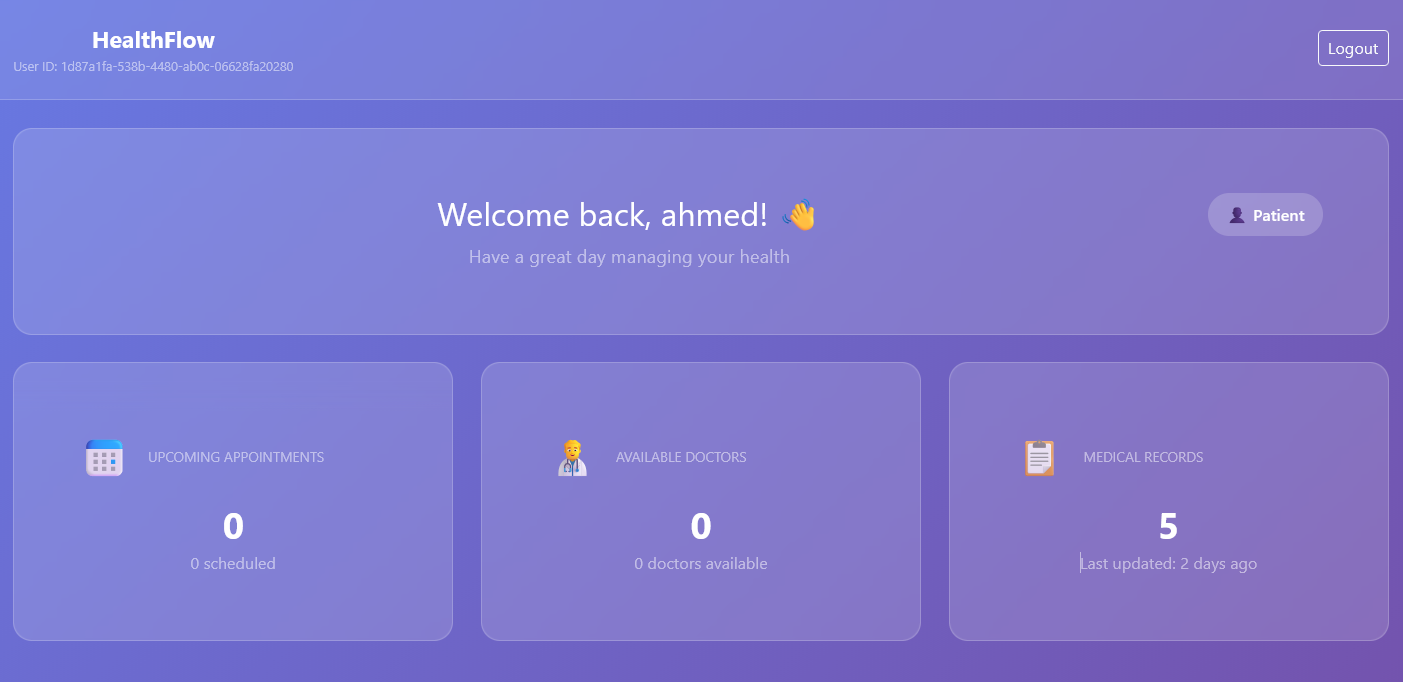 HealthFlow
User ID: 1d87a1fa-538b-4480-ab0c-06628fa20280
Logout
Welcome back, ahmed! 👋
Have a great day managing your health
👤 Patient
UPCOMING APPOINTMENTS
0
0 scheduled
AVAILABLE DOCTORS
0
0 doctors available
MEDICAL RECORDS
5
Last updated: 2 days ago